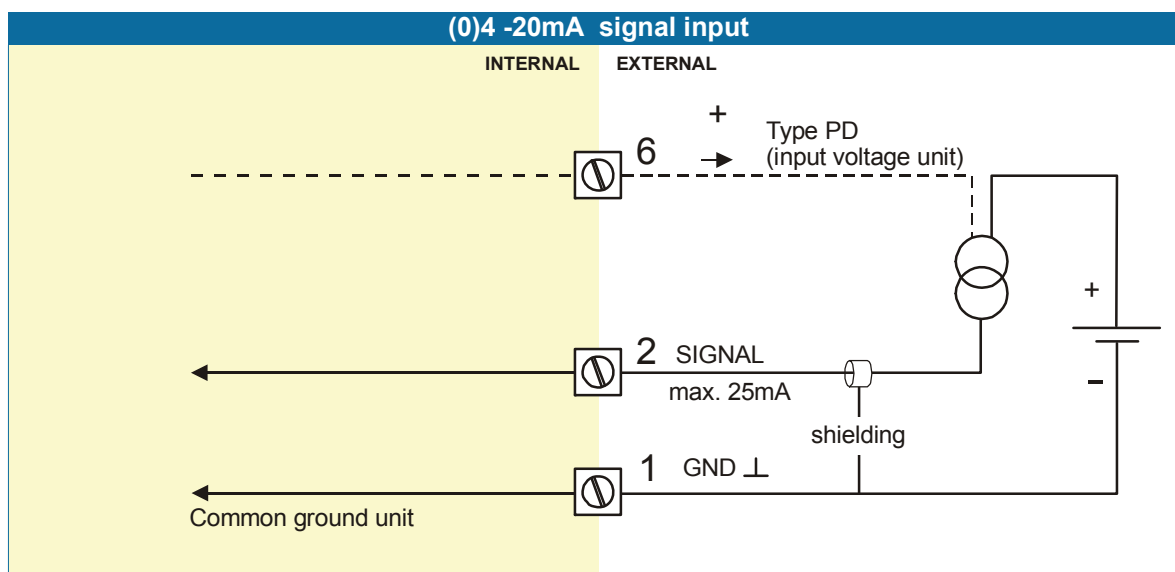 (0)4 -20mA signal input
INTERNAL
EXTERNAL
+
6
Type PD
(input voltage unit)
+
2 SIGNAL
max. 25mA
-
shielding
1 GND ⊥
Common ground unit